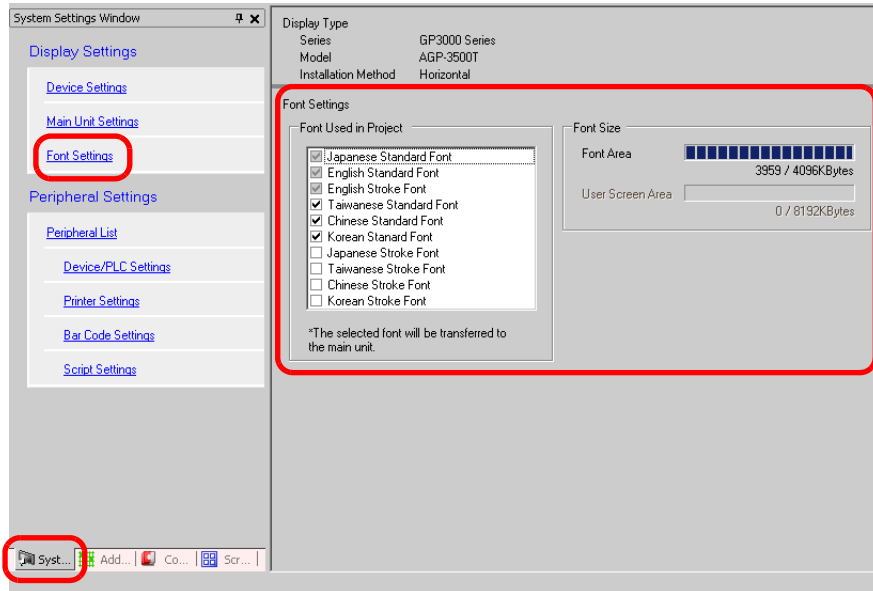 System Settings Window
Display Settings
Device Settings
Main Unit Settings
Font Settings
Peripheral Settings
Peripheral List
Device/PLC Settings
Printer Settings
Bar Code Settings
Script Settings
Syst...
Add...
Co...
Scr...
Display Type
Series GP3000 Series
Model AGP-3500T
Installation Method Horizontal
Font Settings
Font Used in Project
Japanese Standard Font
English Standard Font
English Stroke Font
Taiwanese Standard Font
Chinese Standard Font
Korean Stanard Font
Japanese Stroke Font
Taiwanese Stroke Font
Chinese Stroke Font
Korean Stroke Font
*The selected font will be transferred to
the main unit.
Font Size
Font Area
3959 / 4096KBytes
User Screen Area
0 / 8192KBytes